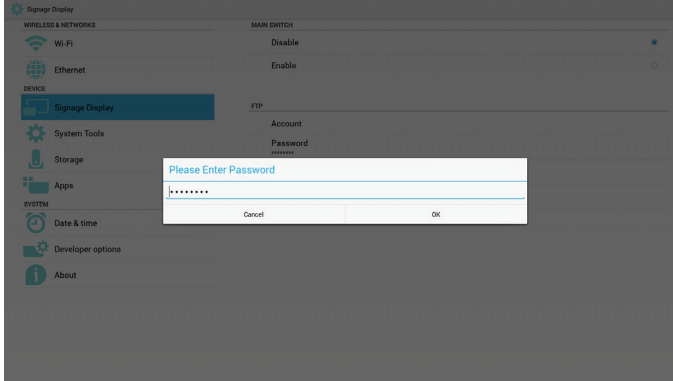 Signage Display
WIRELESS & NETWORKS
Wi-Fi
Ethernet
DEVICE
Signage Display
System Tools
Storage
Apps
SYSTEM
Date & time
Developer options
About
MAIN SWITCH
Disable
Enable
FTP
Account
Password
********
Please Enter Password
••••••••
Cancel
OK